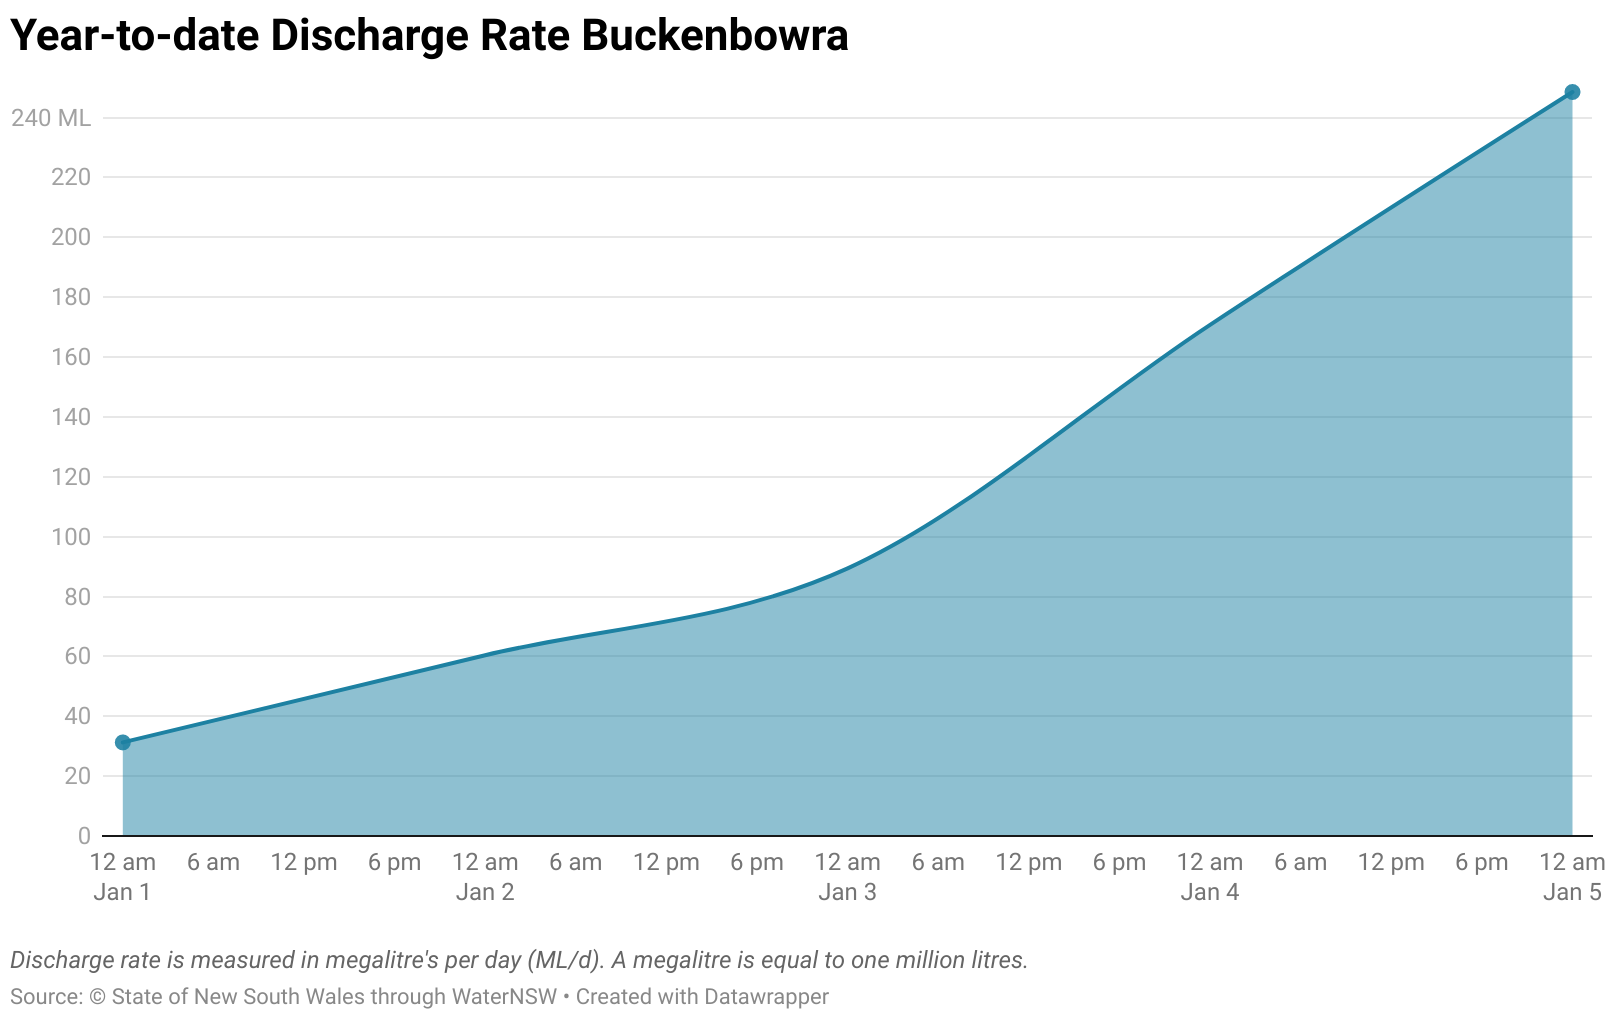 Year-to-date Discharge Rate Buckenbowra
240 ML
220
200
180
160
140
120
100
80
60
40
20
0
12 am 6 am 12 pm 6 pm 12 am 6 am 12 pm 6 pm 12 am 6 am 12 pm 6 pm 12 am 6 am 12 pm 6 pm 12 am
Jan 1 Jan 2 Jan 3 Jan 4 Jan 5
Discharge rate is measured in megalitre's per day (ML/d). A megalitre is equal to one million litres.
Source: © State of New South Wales through WaterNSW • Created with Datawrapper